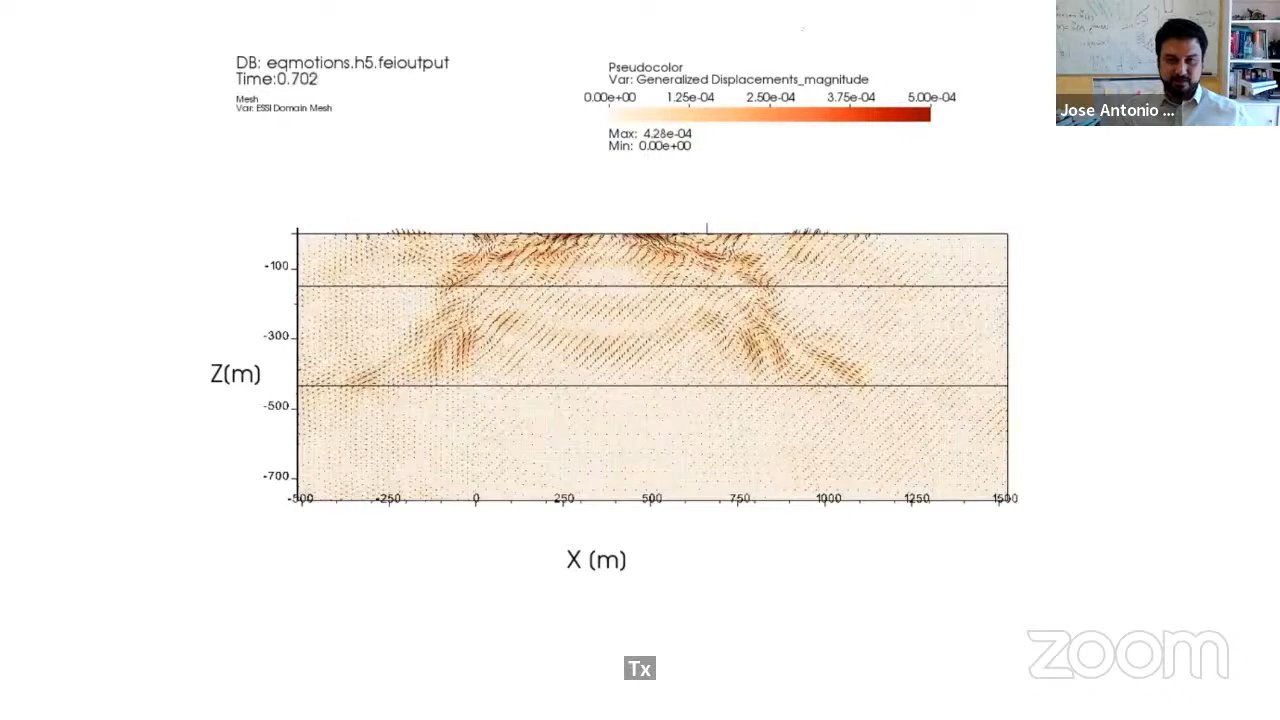 DB: eqmotions.h5.feioutput
Time:0.702
Mesh
Var: ESSI Domain Mesh
Pseudocolor
Var: Generalized Displacements_magnitude
0.00e+00 1.25e-04 2.50e-04 3.75e-04 5.00e-04
Max: 4.28e-04
Min: 0.00e+00
Jose Antonio ...
-100
-300
Z(m)
-500
-700
-500 -250 0 250 500 750 1000 1250 1500
X (m)
Tx
zoom